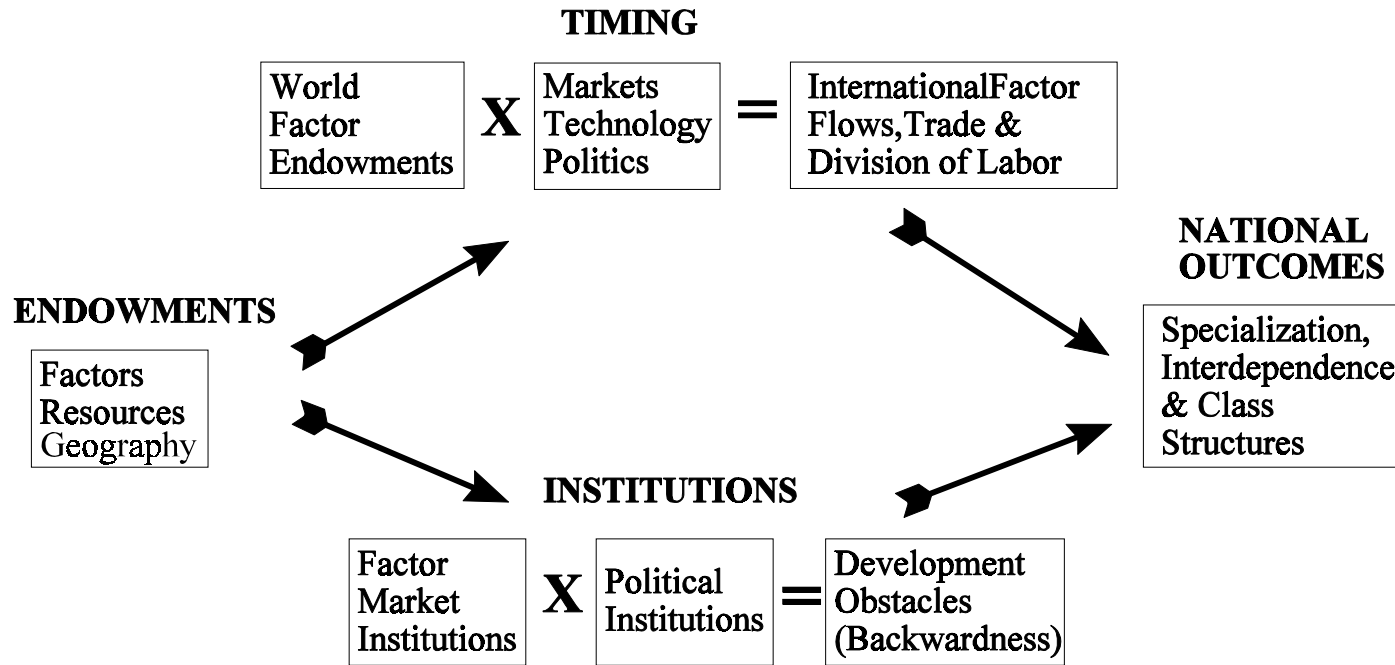 TIMING
World
Factor
Endowments
X
Markets
Technology
Politics
=
InternationalFactor
Flows,Trade &
Division of Labor
NATIONAL
OUTCOMES
Specialization,
Interdependence
& Class
Structures
ENDOWMENTS
Factors
Resources
Geography
INSTITUTIONS
Factor
Market
Institutions
X
Political
Institutions
=
Development
Obstacles
(Backwardness)